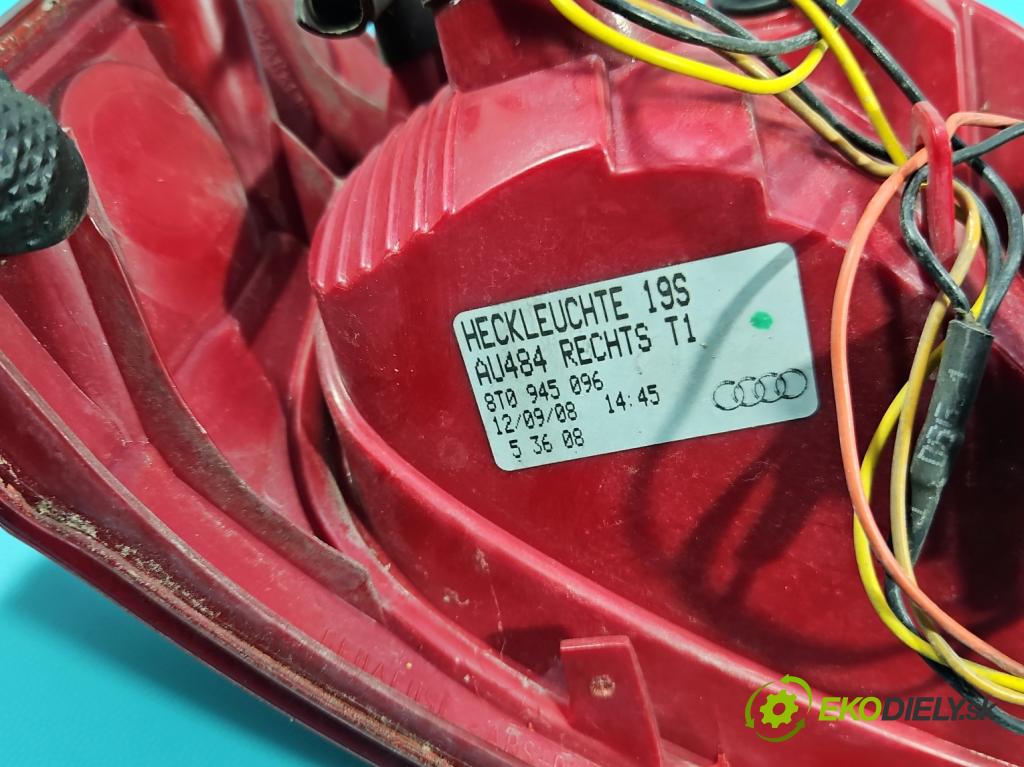 HECKLEUCHTE 19S
AU484 RECHTS T1
8T0 945 096
12/09/08 14:45
5 36 08
EKODIELY.SK